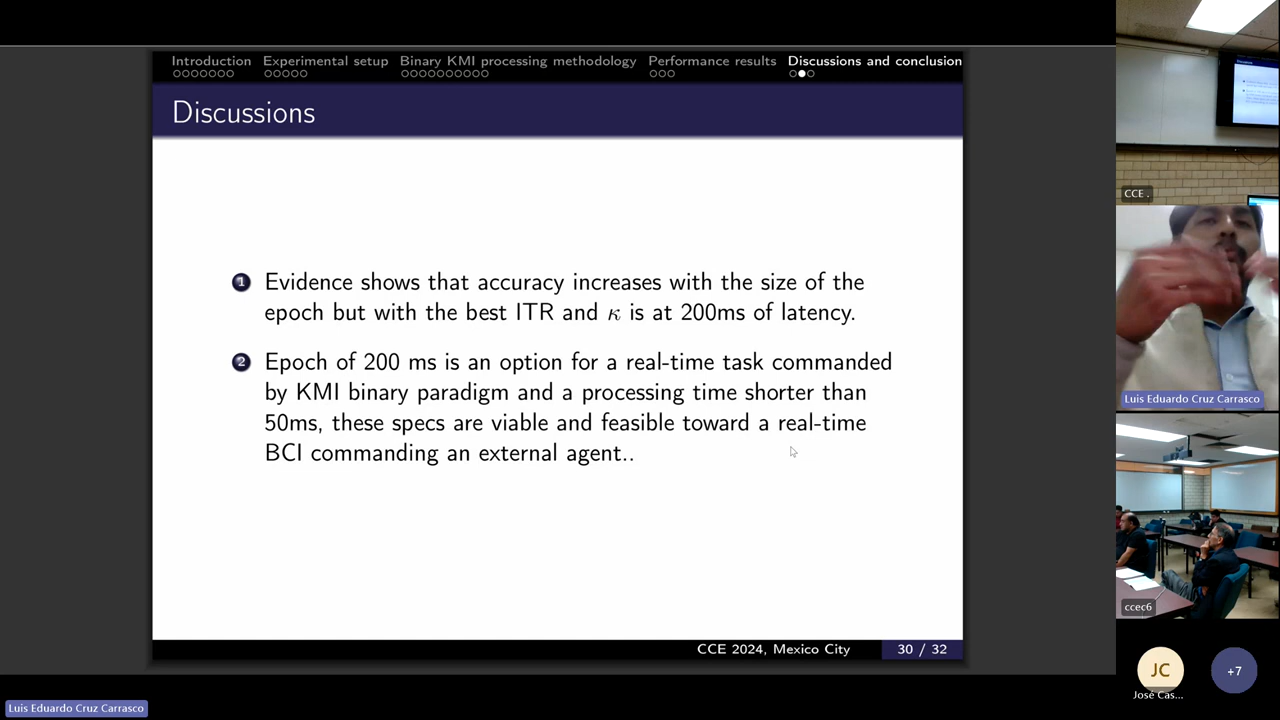 Introduction Experimental setup Binary KMI processing methodology Performance results Discussions and conclusion
Discussions
1 Evidence shows that accuracy increases with the size of the
epoch but with the best ITR and κ is at 200ms of latency.
2 Epoch of 200 ms is an option for a real-time task commanded
by KMI binary paradigm and a processing time shorter than
50ms, these specs are viable and feasible toward a real-time
BCI commanding an external agent..
CCE 2024, Mexico City 30 / 32
Luis Eduardo Cruz Carrasco
CCE .
Luis Eduardo Cruz Carrasco
ccec6
JC
José Cas...
+7